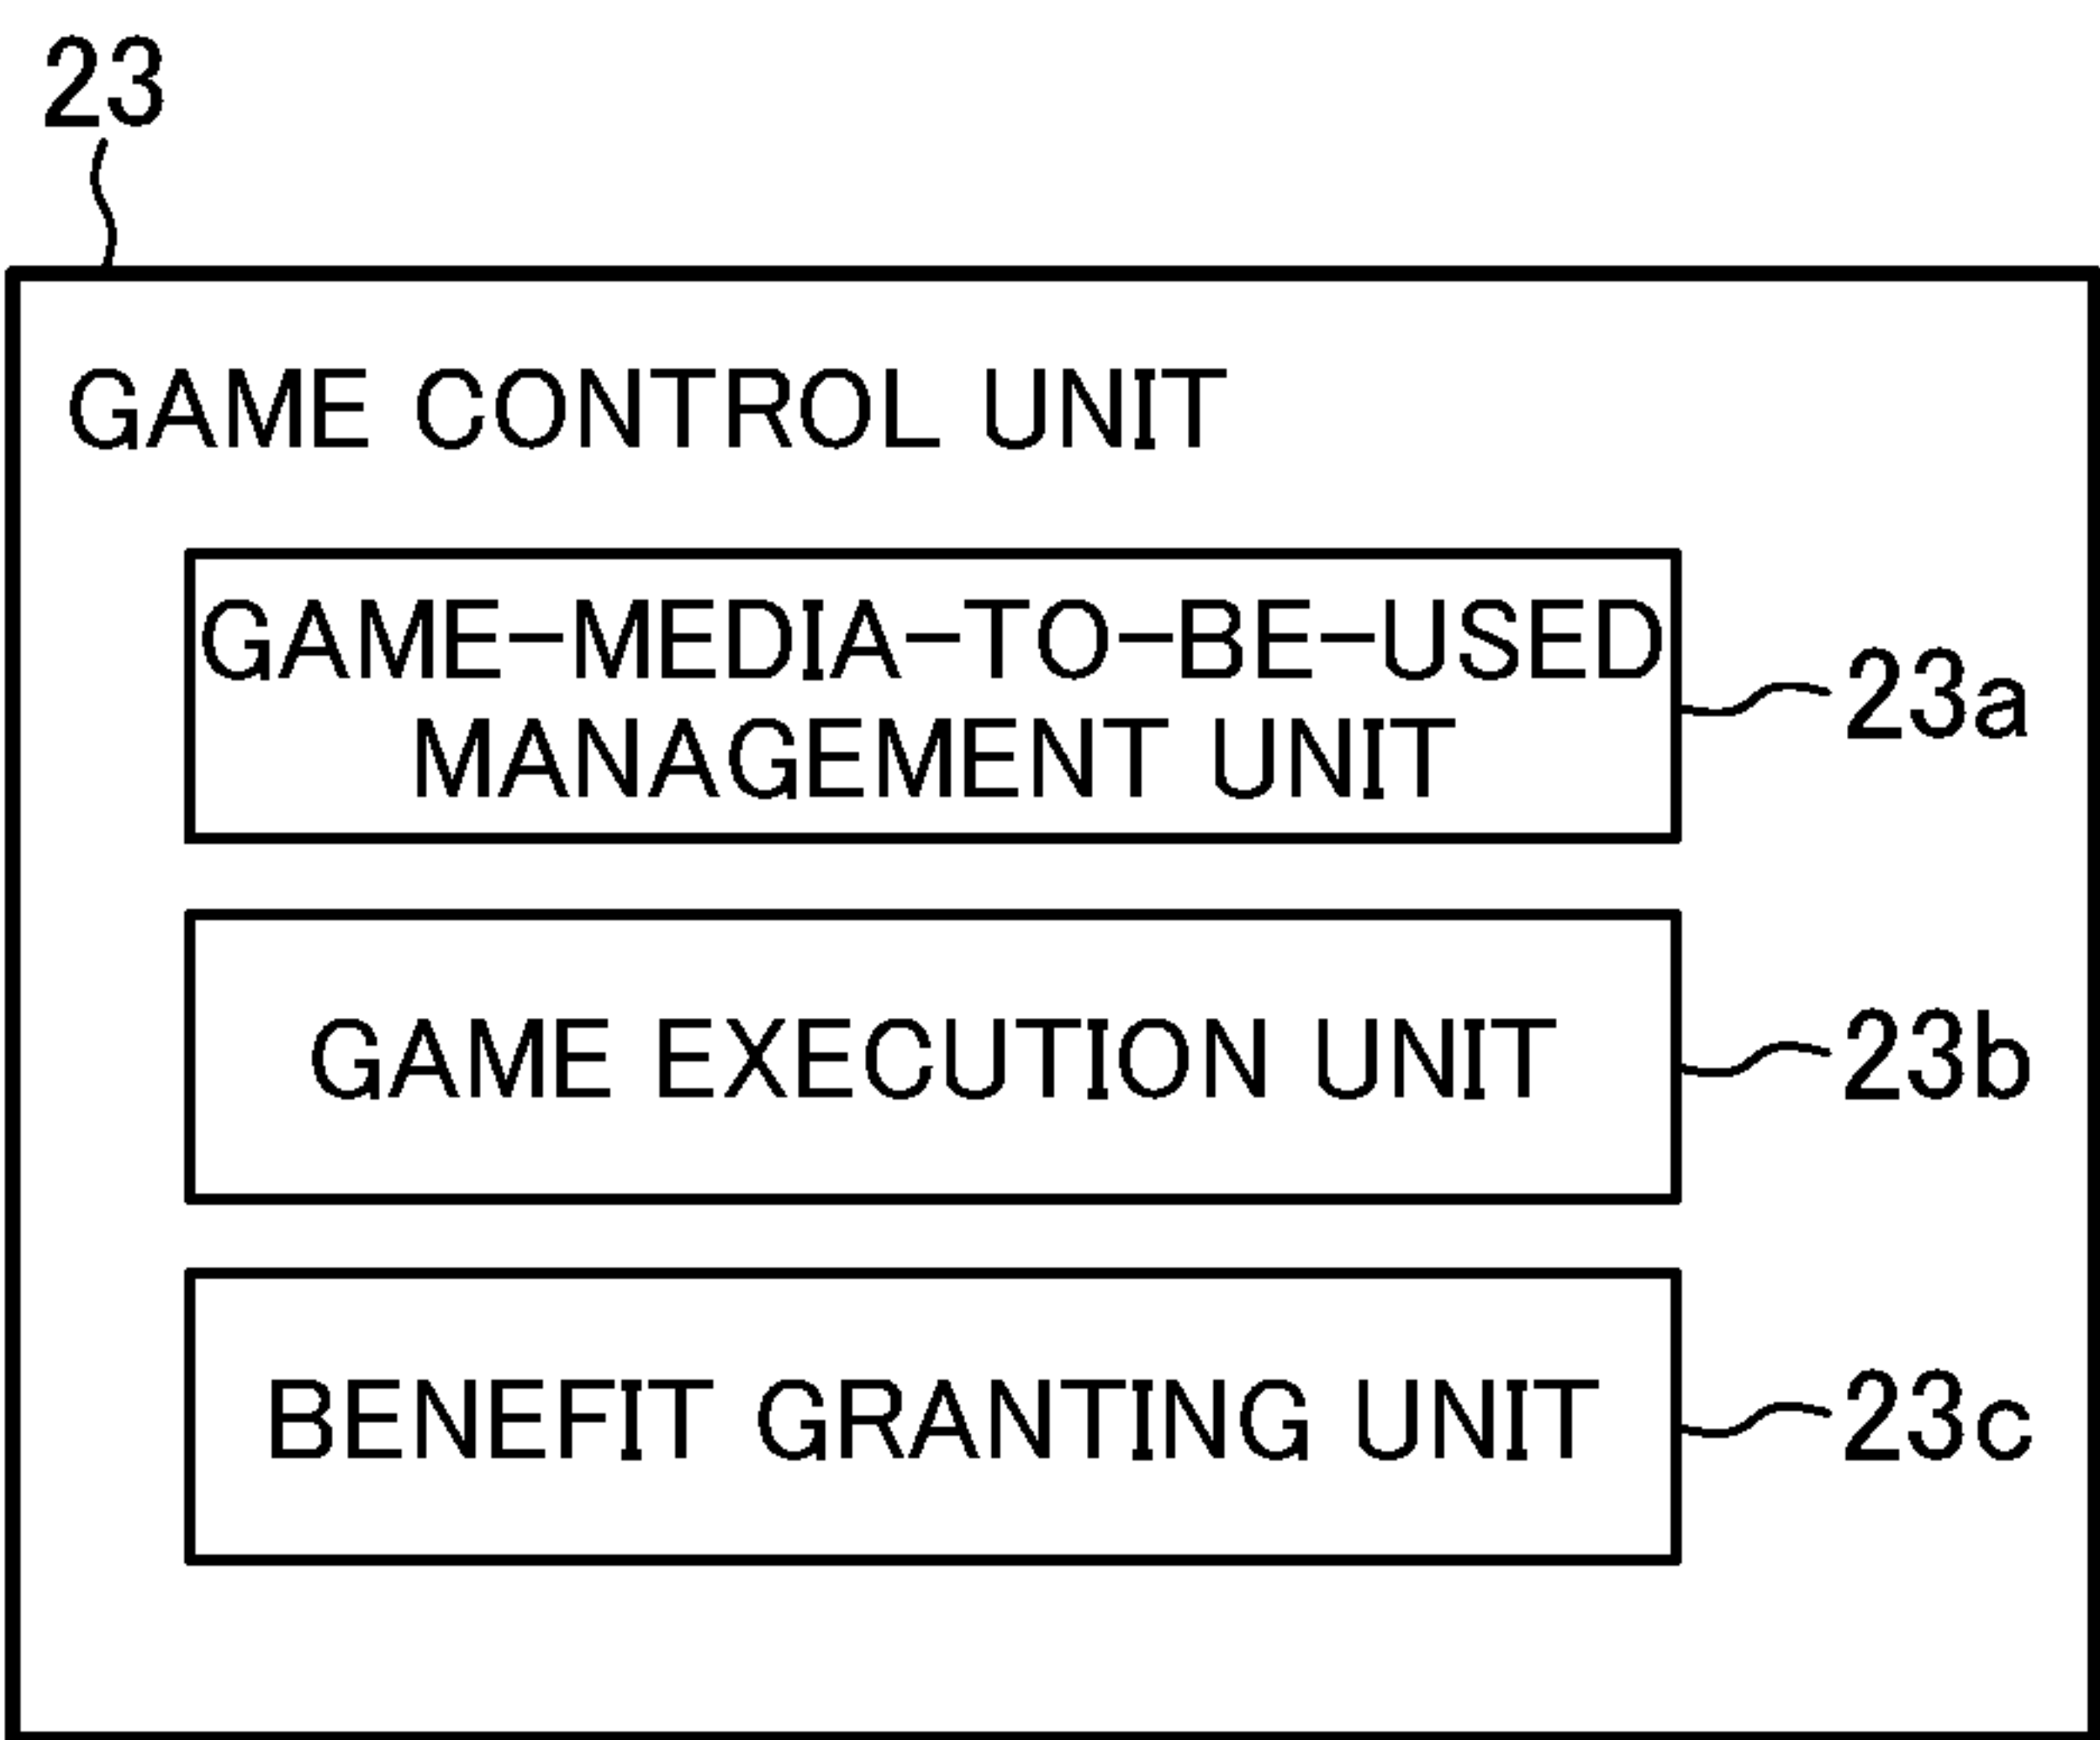 23
GAME CONTROL UNIT
GAME-MEDIA-TO-BE-USED
MANAGEMENT UNIT
23a
GAME EXECUTION UNIT
23b
BENEFIT GRANTING UNIT
23c